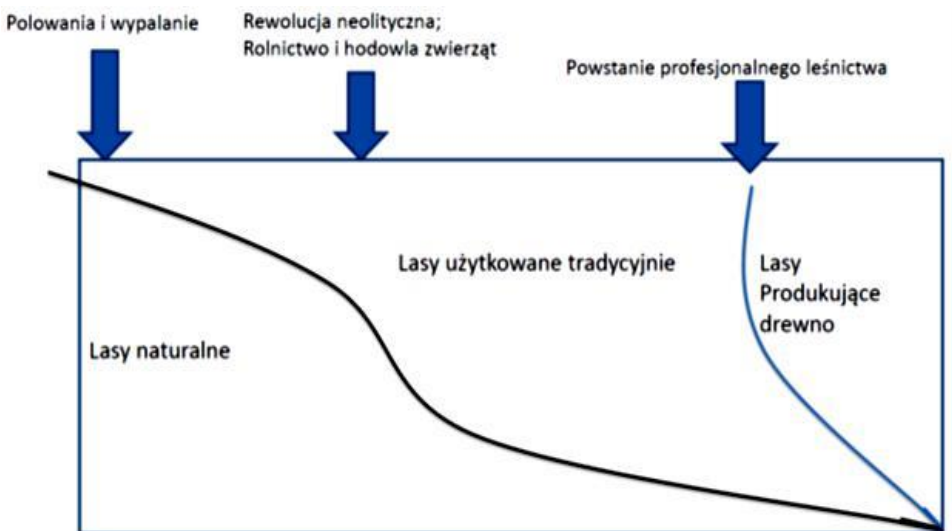 Polowania i wypalanie
Rewolucja neolityczna;
Rolnictwo i hodowla zwierząt
Powstanie profesjonalnego leśnictwa
Lasy użytkowane tradycyjnie
Lasy
Produkujące
drewno
Lasy naturalne